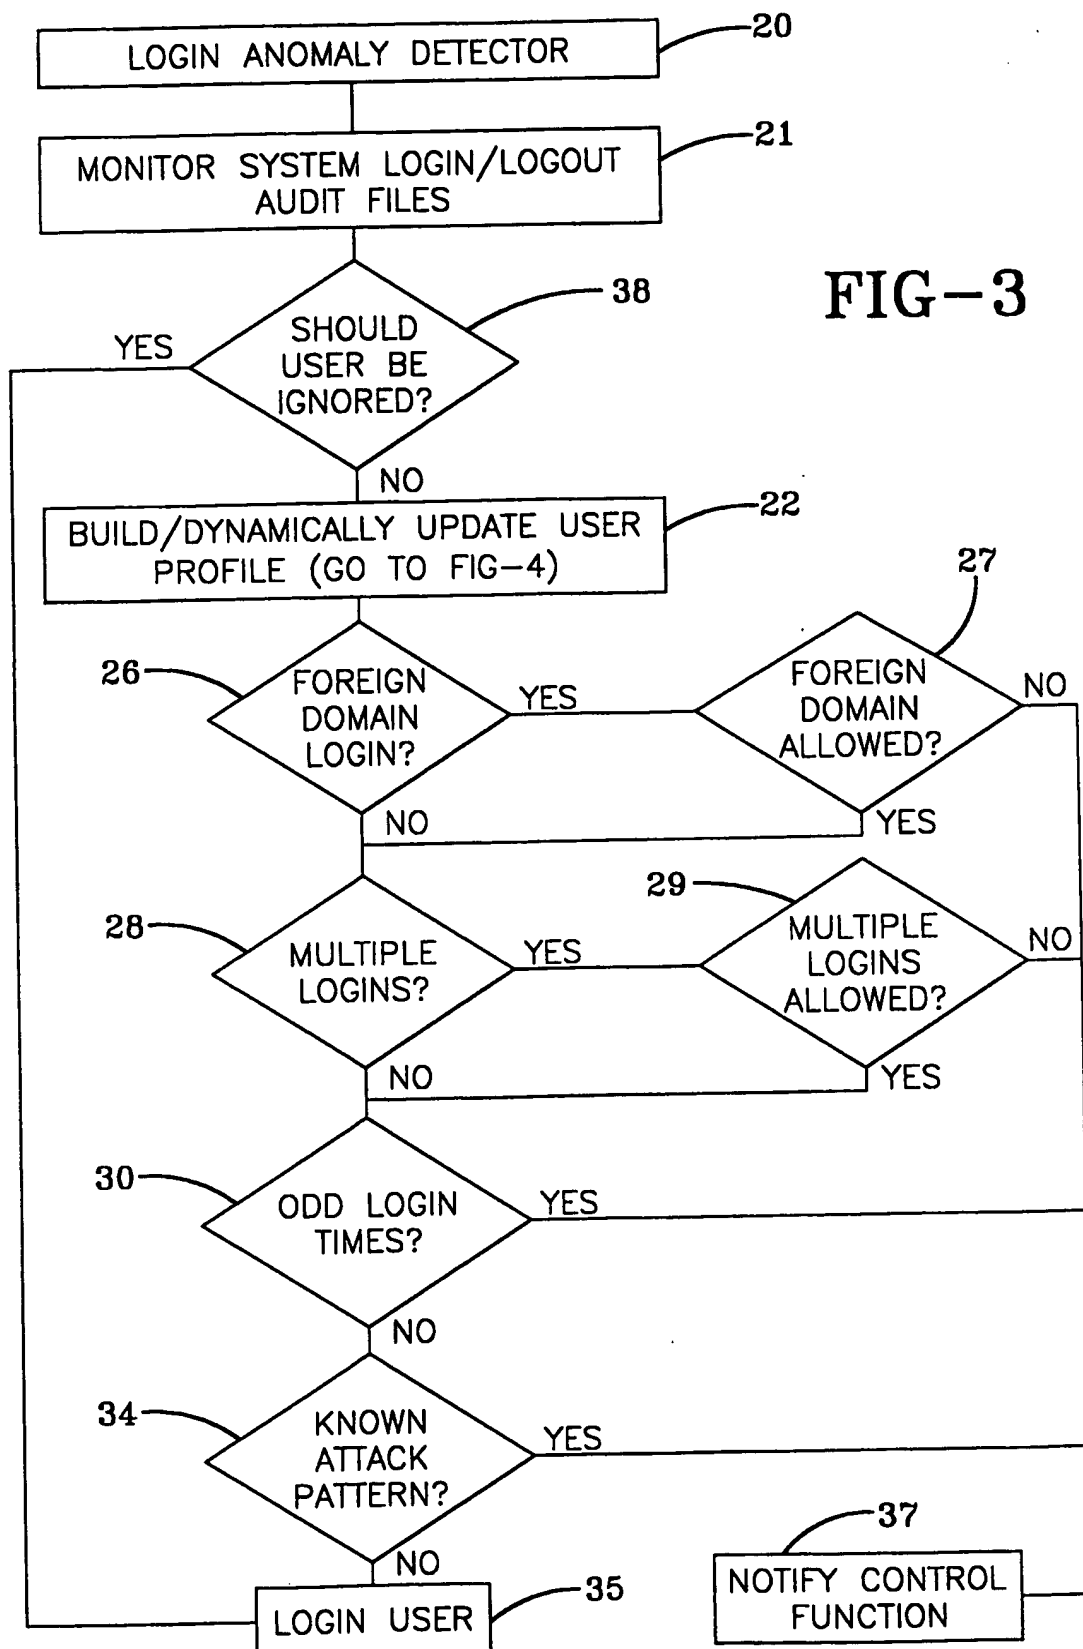 20
LOGIN ANOMALY DETECTOR
21
MONITOR SYSTEM LOGIN/LOGOUT
AUDIT FILES
FIG-3
38
YES
SHOULD
USER BE
IGNORED?
NO
22
BUILD/DYNAMICALLY UPDATE USER
PROFILE (GO TO FIG-4)
27
26
FOREIGN
DOMAIN
LOGIN?
YES
FOREIGN
DOMAIN
ALLOWED?
NO
NO
YES
29
28
MULTIPLE
LOGINS?
YES
MULTIPLE
LOGINS
ALLOWED?
NO
NO
YES
30
ODD LOGIN
TIMES?
YES
NO
34
KNOWN
ATTACK
PATTERN?
YES
NO
37
35
LOGIN USER
NOTIFY CONTROL
FUNCTION